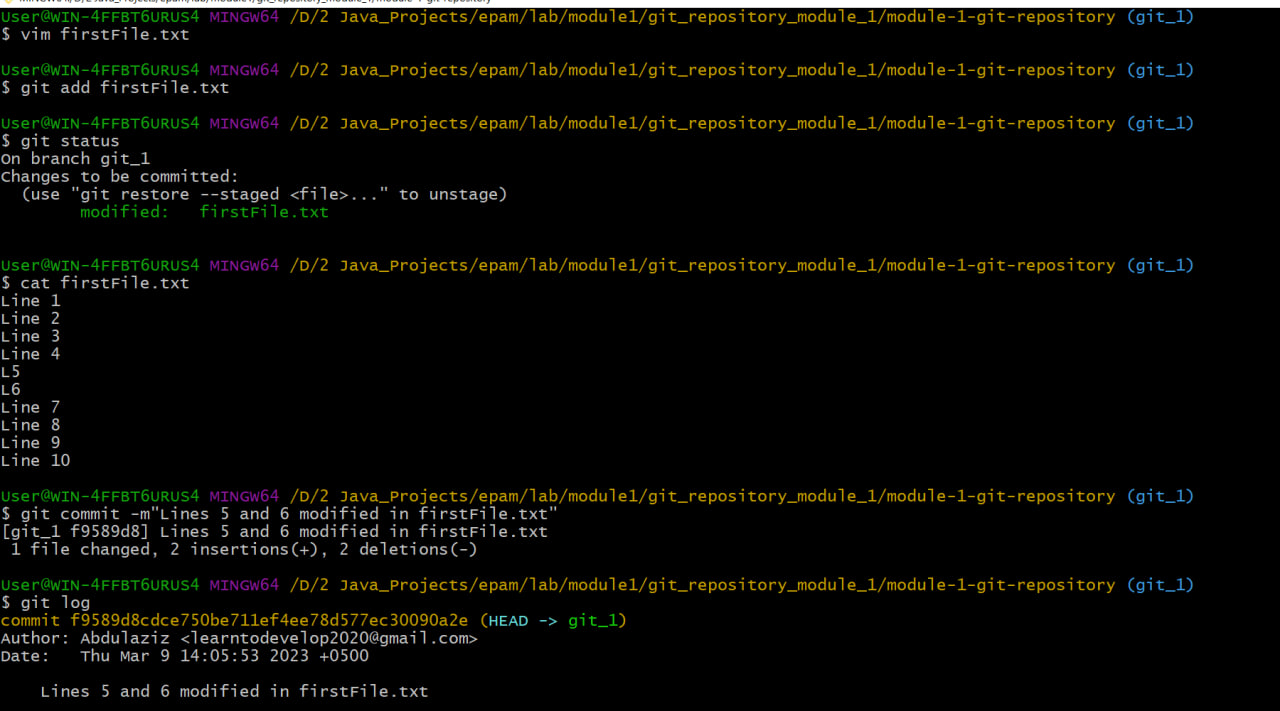 User@WIN-4FFBT6URUS4 MINGW64 /D/2 Java_Projects/epam/lab/module1/git_repository_module_1/module-1-git-repository (git_1)
$ vim firstFile.txt
User@WIN-4FFBT6URUS4 MINGW64 /D/2 Java_Projects/epam/lab/module1/git_repository_module_1/module-1-git-repository (git_1)
$ git add firstFile.txt
User@WIN-4FFBT6URUS4 MINGW64 /D/2 Java_Projects/epam/lab/module1/git_repository_module_1/module-1-git-repository (git_1)
$ git status
On branch git_1
Changes to be committed:
  (use "git restore --staged <file>..." to unstage)
        modified:   firstFile.txt
User@WIN-4FFBT6URUS4 MINGW64 /D/2 Java_Projects/epam/lab/module1/git_repository_module_1/module-1-git-repository (git_1)
$ cat firstFile.txt
Line 1
Line 2
Line 3
Line 4
L5
L6
Line 7
Line 8
Line 9
Line 10
User@WIN-4FFBT6URUS4 MINGW64 /D/2 Java_Projects/epam/lab/module1/git_repository_module_1/module-1-git-repository (git_1)
$ git commit -m"Lines 5 and 6 modified in firstFile.txt"
[git_1 f9589d8] Lines 5 and 6 modified in firstFile.txt
 1 file changed, 2 insertions(+), 2 deletions(-)
User@WIN-4FFBT6URUS4 MINGW64 /D/2 Java_Projects/epam/lab/module1/git_repository_module_1/module-1-git-repository (git_1)
$ git log
commit f9589d8cdce750be711ef4ee78d577ec30090a2e (HEAD -> git_1)
Author: Abdulaziz <learntodevelop2020@gmail.com>
Date:   Thu Mar 9 14:05:53 2023 +0500
    Lines 5 and 6 modified in firstFile.txt